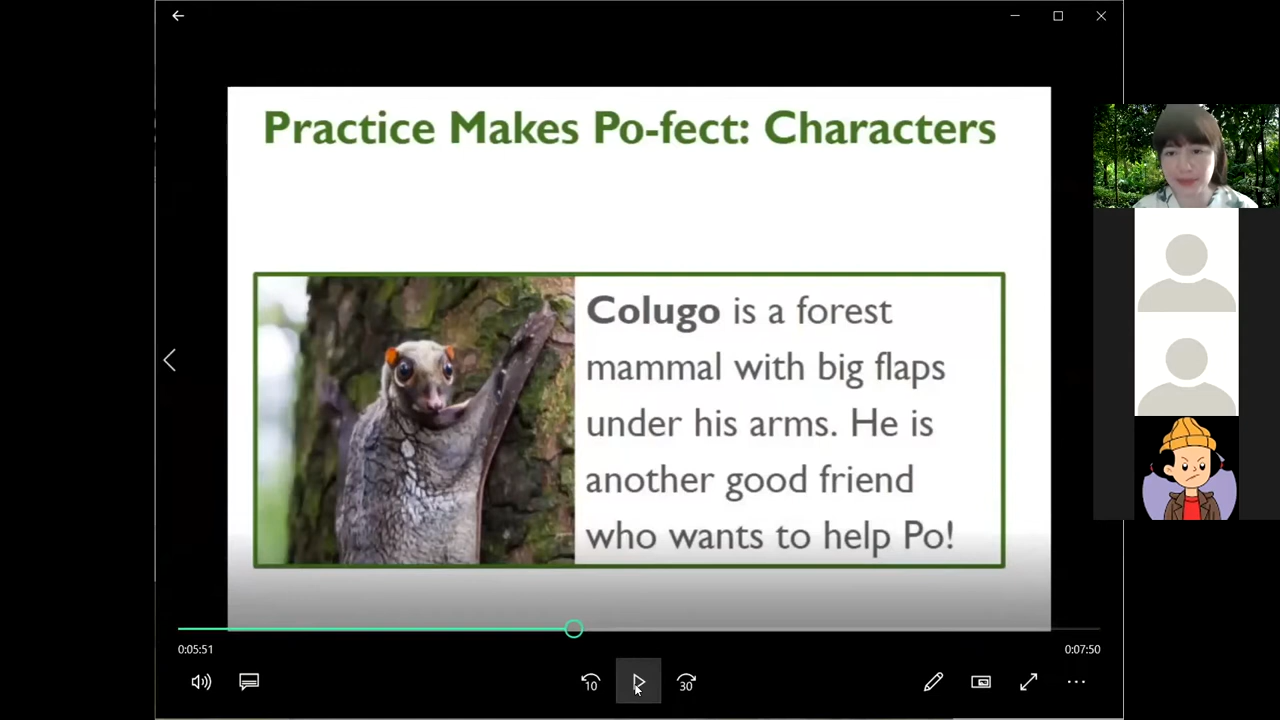 Practice Makes Po-fect: Characters
Colugo is a forest
mammal with big flaps
under his arms. He is
another good friend
who wants to help Po!
0:05:51
0:07:50
10
30